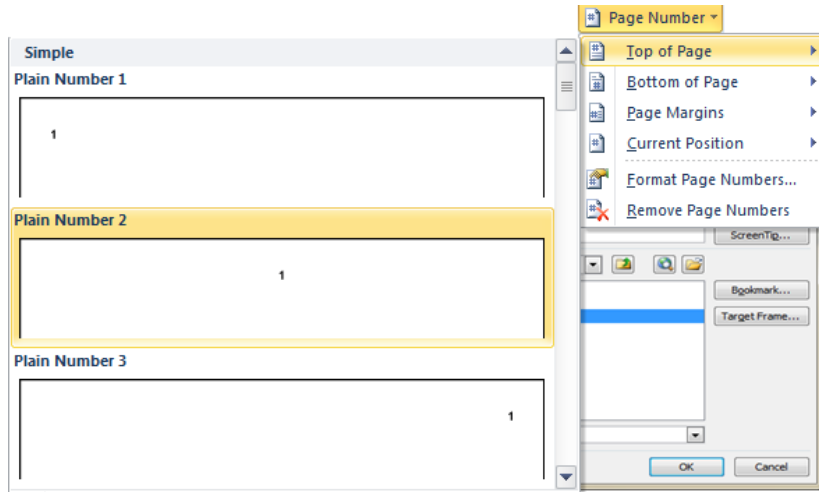 Page Number
Simple
Plain Number 1
1
Plain Number 2
1
Plain Number 3
1
Top of Page
Bottom of Page
Page Margins
Current Position
Format Page Numbers...
Remove Page Numbers
ScreenTip...
Bookmark...
Target Frame...
OK
Cancel